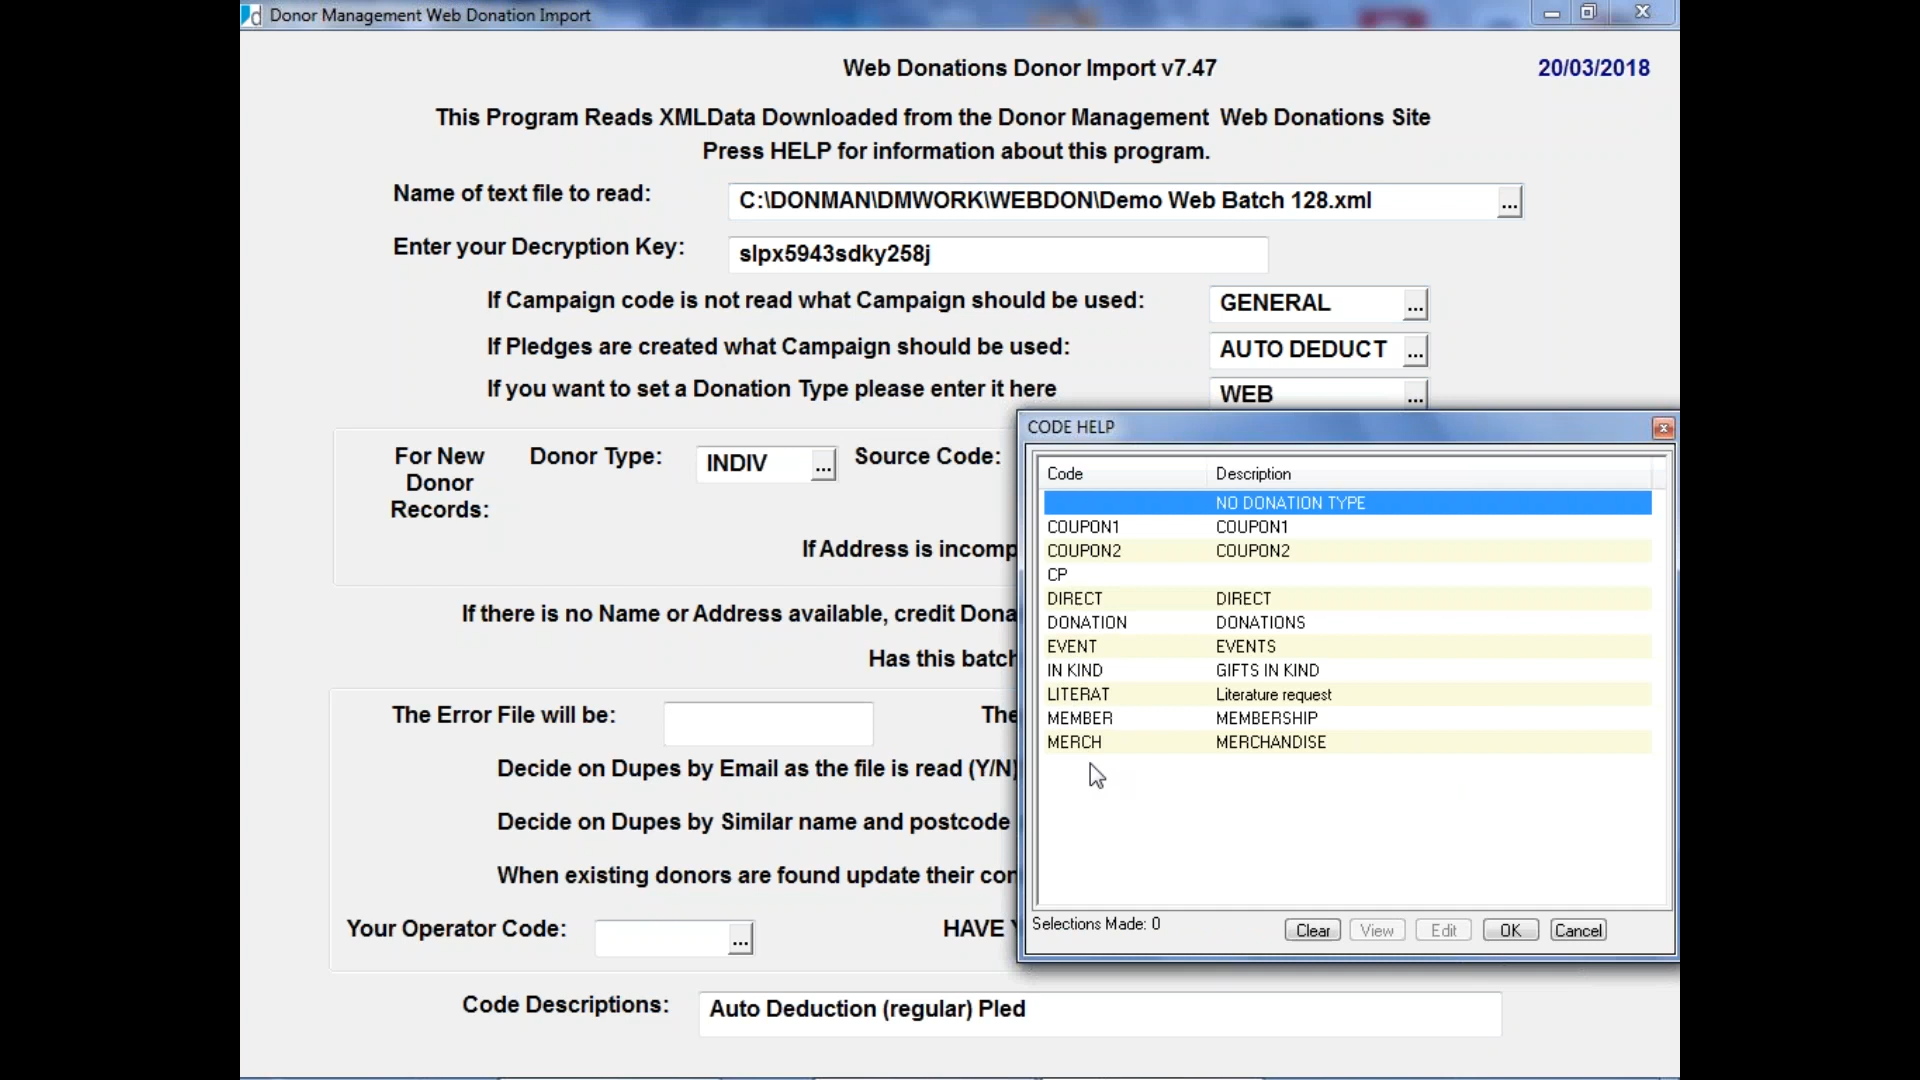 Donor Management Web Donation Import
Web Donations Donor Import v7.47
20/03/2018
This Program Reads XMLData Downloaded from the Donor Management Web Donations Site
Press HELP for information about this program.
Name of text file to read:
C:\DONMAN\DMWORK\WEBDON\Demo Web Batch 128.xml
...
Enter your Decryption Key:
slpx5943sdky258j
If Campaign code is not read what Campaign should be used:
GENERAL
...
If Pledges are created what Campaign should be used:
AUTO DEDUCT
...
If you want to set a Donation Type please enter it here
WEB
...
For New
Donor
Records:
Donor Type:
INDIV
...
Source Code:
If Address is incomp
If there is no Name or Address available, credit Dona
Has this batch
The Error File will be:
The
Decide on Dupes by Email as the file is read (Y/N)
Decide on Dupes by Similar name and postcode
When existing donors are found update their con
Your Operator Code:
...
HAVE Y
Code Descriptions:
Auto Deduction (regular) Pled
CODE HELP
Code Description
NO DONATION TYPE
COUPON1 COUPON1
COUPON2 COUPON2
CP
DIRECT DIRECT
DONATION DONATIONS
EVENT EVENTS
IN KIND GIFTS IN KIND
LITERAT Literature request
MEMBER MEMBERSHIP
MERCH MERCHANDISE
Selections Made: 0
Clear View Edit OK Cancel